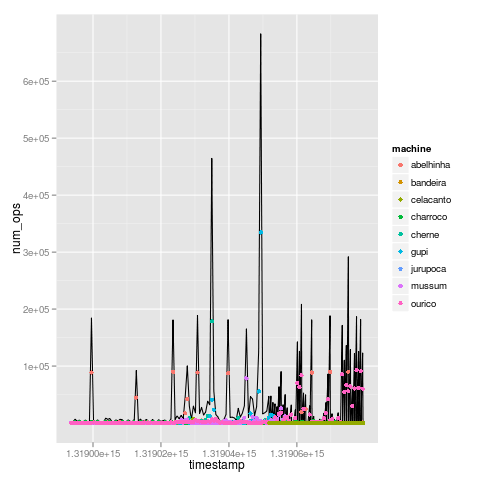 6e+05
5e+05
4e+05
3e+05
2e+05
1e+05
num_ops
1.31900e+15 1.31902e+15 1.31904e+15 1.31906e+15
timestamp
machine
abelhinha
bandeira
celacanto
charroco
cherne
gupi
jurupoca
mussum
ourico